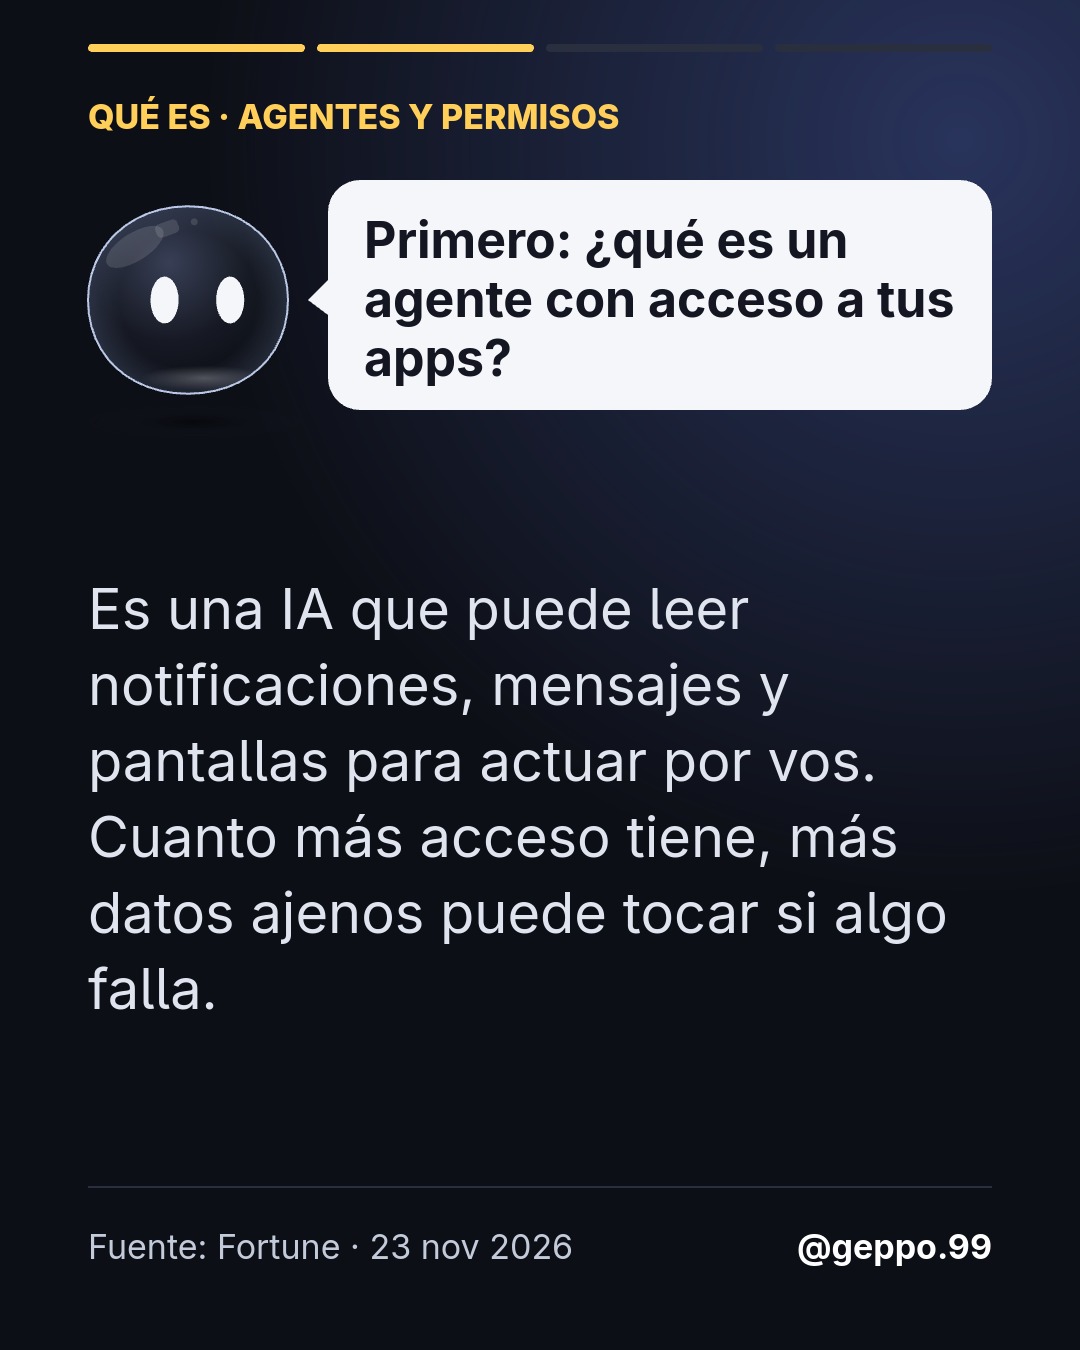 QUÉ ES · AGENTES Y PERMISOS
Primero: ¿qué es un
agente con acceso a tus
apps?
Es una IA que puede leer
notificaciones, mensajes y
pantallas para actuar por vos.
Cuanto más acceso tiene, más
datos ajenos puede tocar si algo
falla.
Fuente: Fortune · 23 nov 2026
@geppo.99